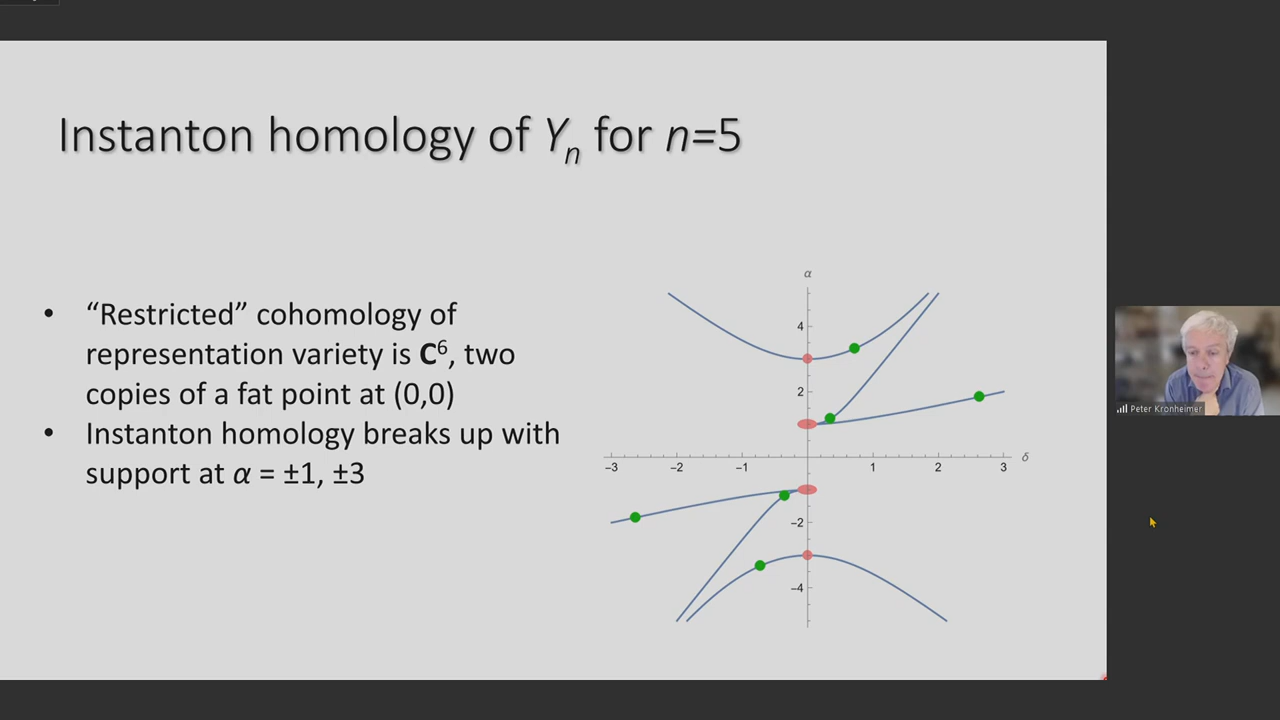 Instanton homology of Yn for n=5
• “Restricted” cohomology of
representation variety is C⁶, two
copies of a fat point at (0,0)
• Instanton homology breaks up with
support at α = ±1, ±3
α
4
2
−3 −2 −1 1 2 3 δ
−2
−4
Peter Kronheimer